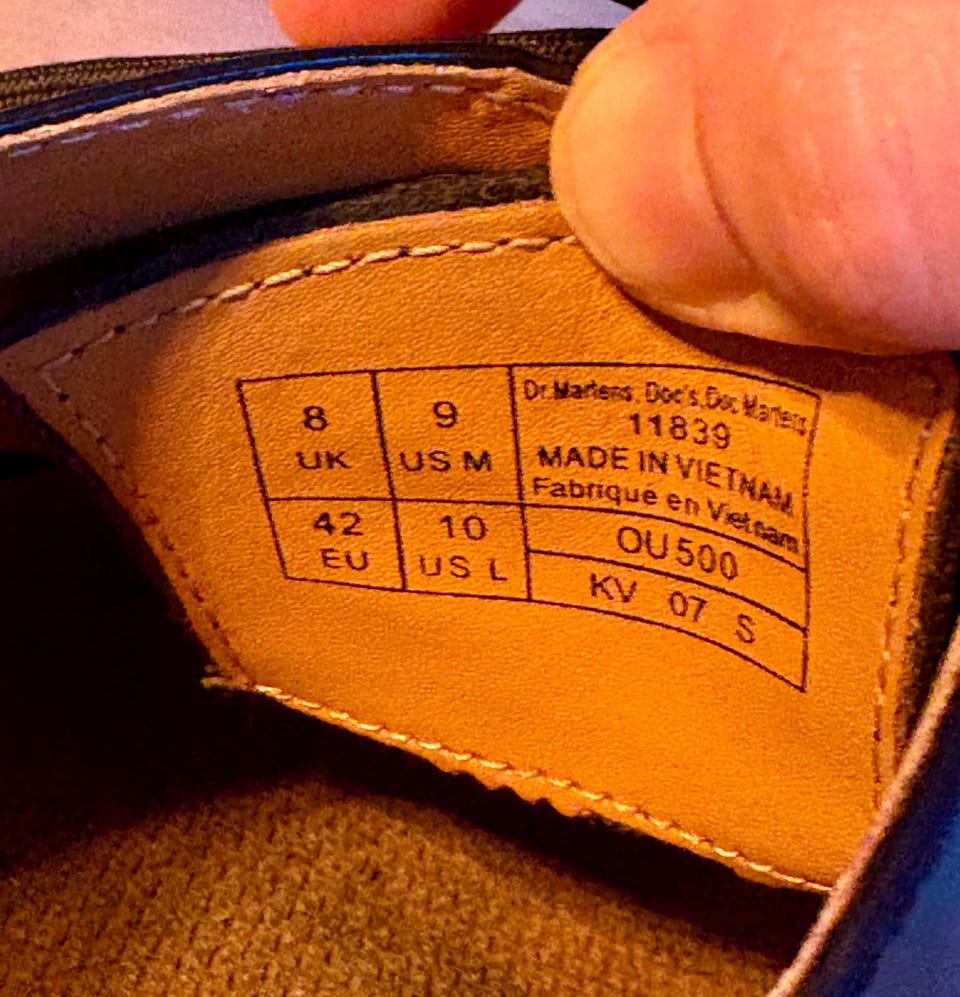 8
UK
9
US M
42
EU
10
US L
Dr.Martens, Doc's,Doc Martens
11839
MADE IN VIETNAM
Fabrique en Vietnam
OU500
KV 07 S